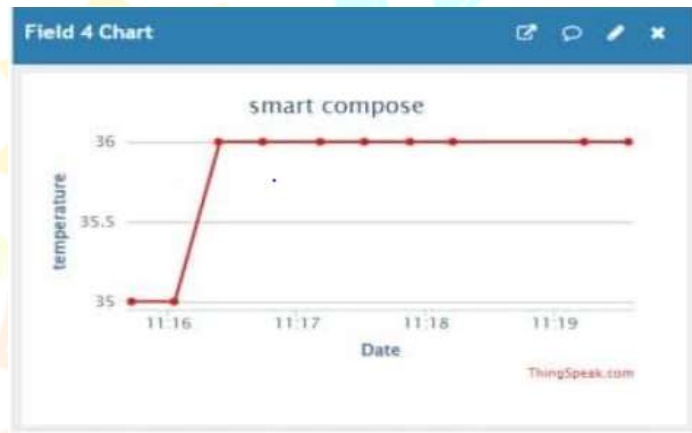 Field 4 Chart
smart compose
36
35.5
35
temperature
11:16 11:17 11:18 11:19
Date
ThingSpeak.com